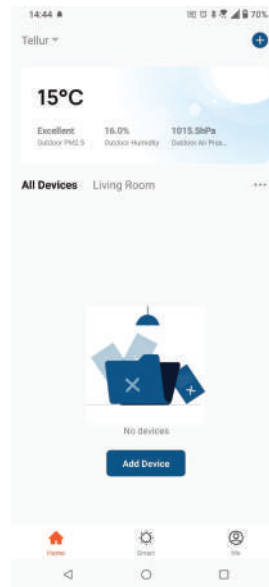 14:44
70%
Tellur
15°C
Excellent 16.0% 1015.5hPa
Outdoor PM2.5 Outdoor Humidity Outdoor Air Pres...
All Devices Living Room
No devices
Add Device
Home Smart Me